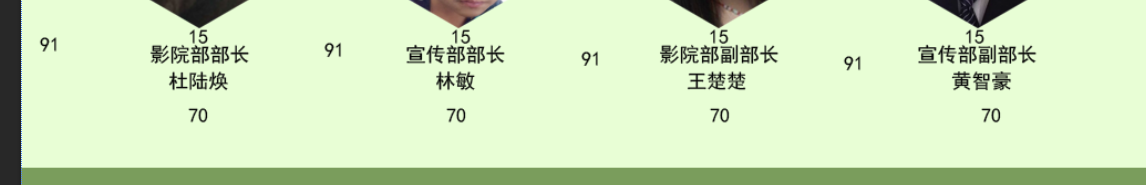 15 15 15 15
91 影院部部长 91 宣传部部长 91 影院部副部长 91 宣传部副部长
杜陆焕 林敏 王楚楚 黄智豪
70 70 70 70